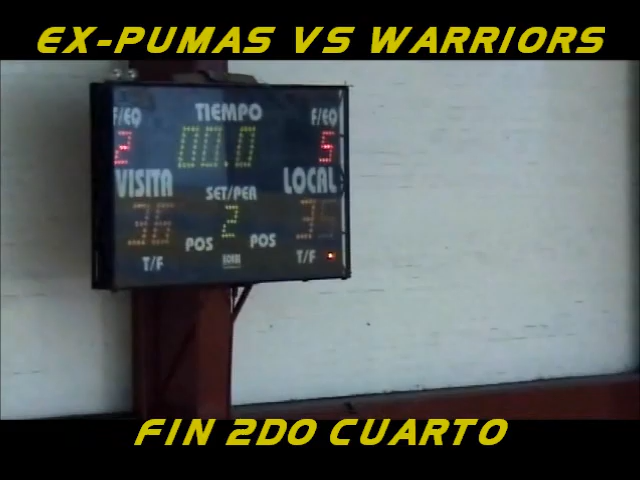 EX-PUMAS VS WARRIORS
TIEMPO
F/EQ F/EQ
2 00.0 5
VISITA SET/PER LOCAL
36 2
POS POS
T/F T/F
FIN 2DO CUARTO